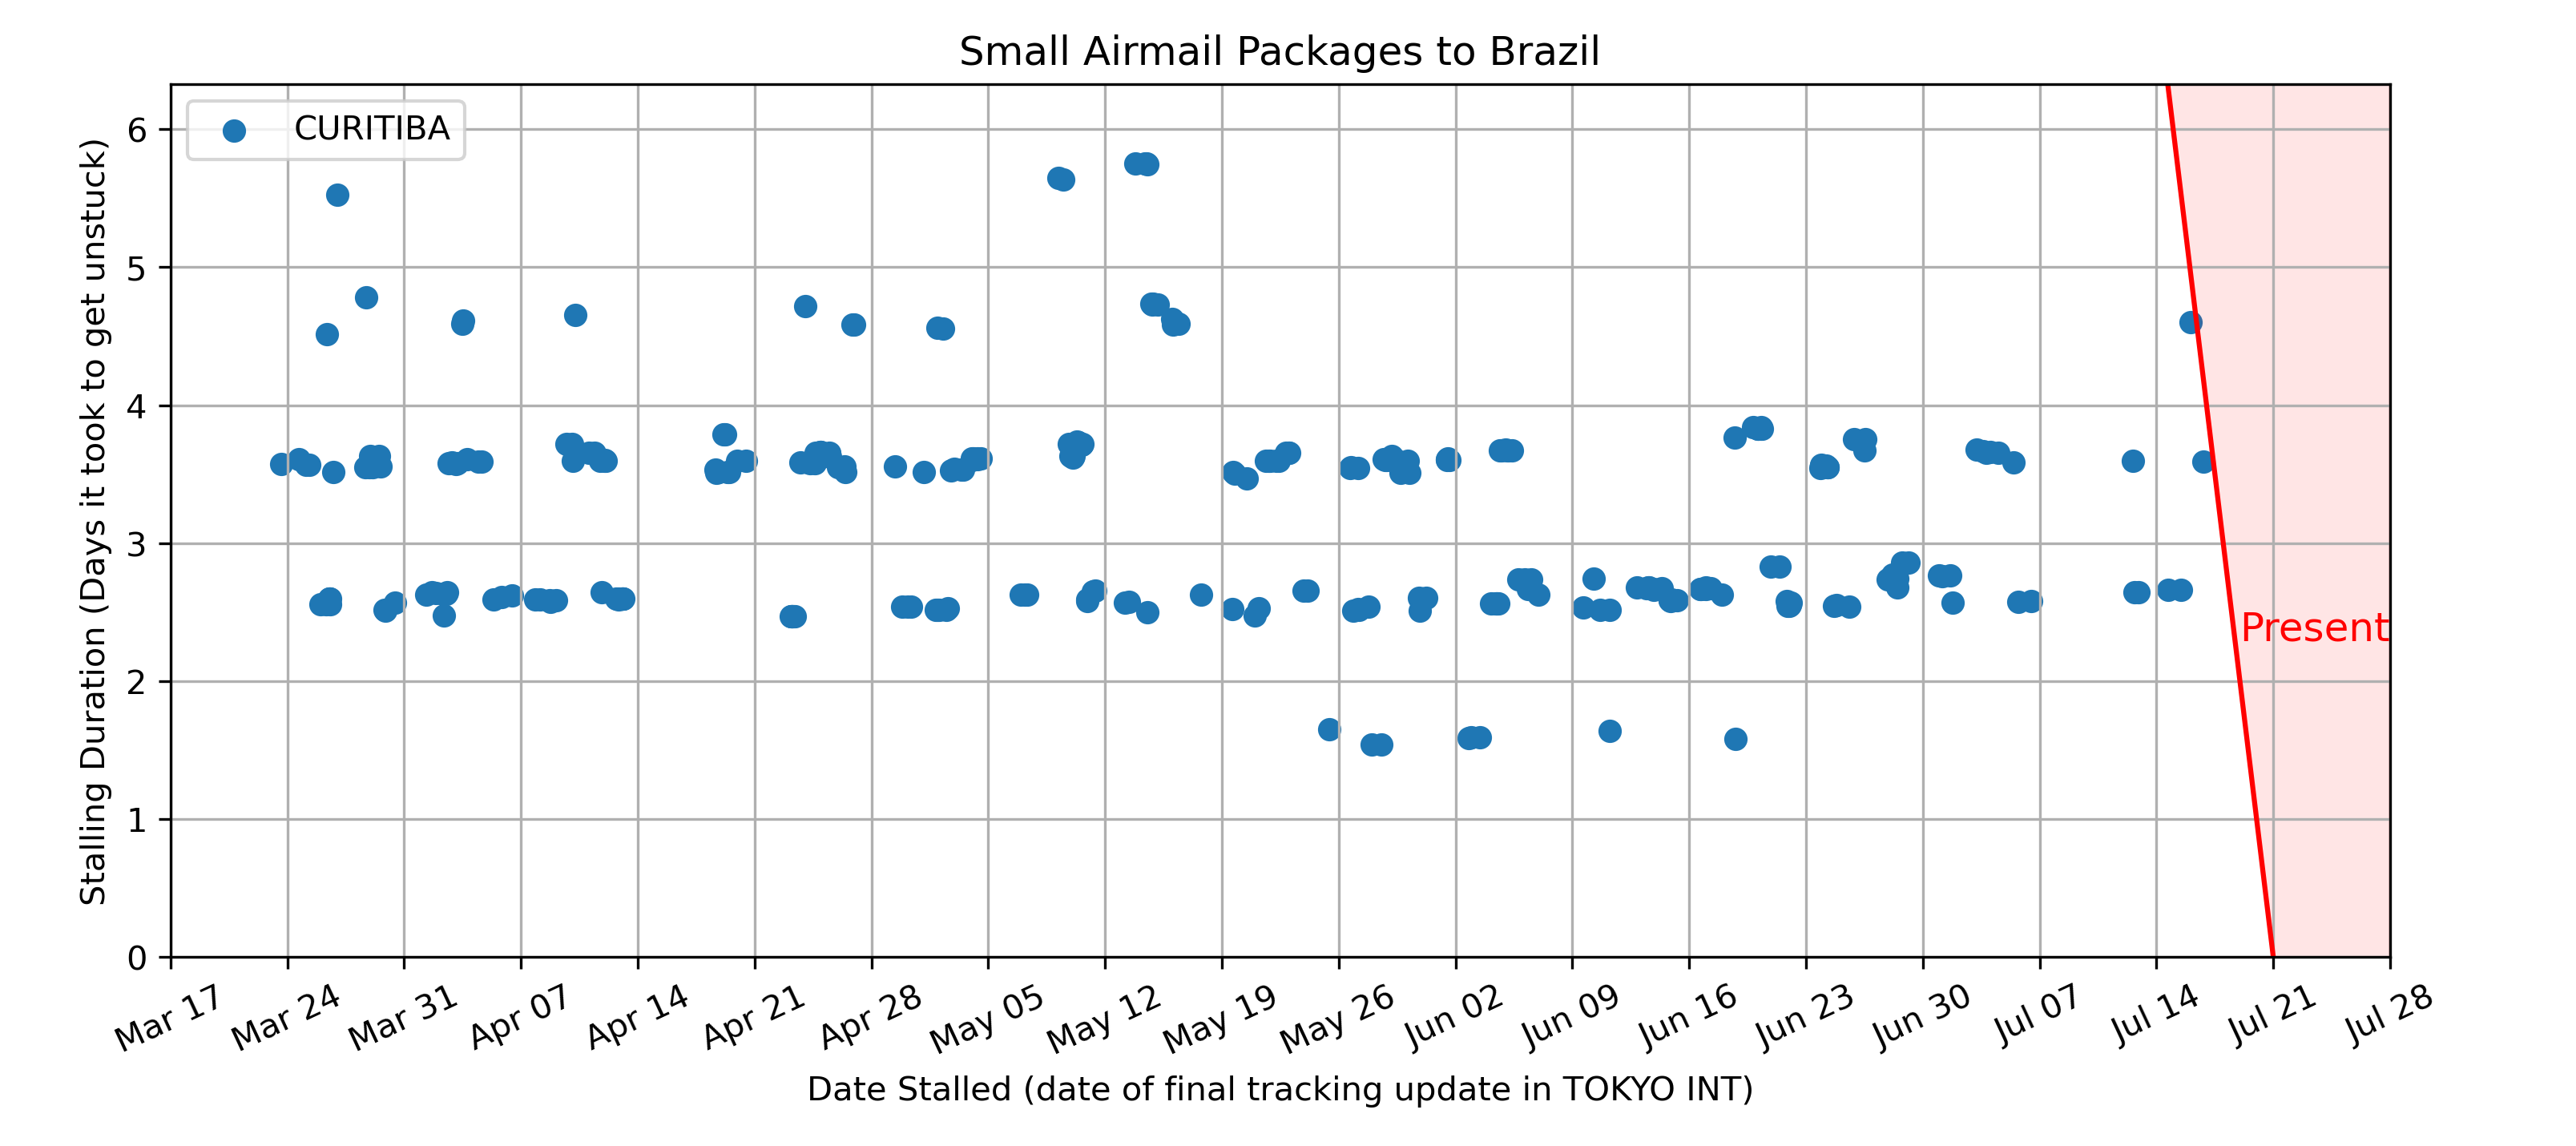 Small Airmail Packages to Brazil
CURITIBA
Stalling Duration (Days it took to get unstuck)
6
5
4
3
2
1
0
Present
Mar 17
Mar 24
Mar 31
Apr 07
Apr 14
Apr 21
Apr 28
May 05
May 12
May 19
May 26
Jun 02
Jun 09
Jun 16
Jun 23
Jun 30
Jul 07
Jul 14
Jul 21
Jul 28
Date Stalled (date of final tracking update in TOKYO INT)